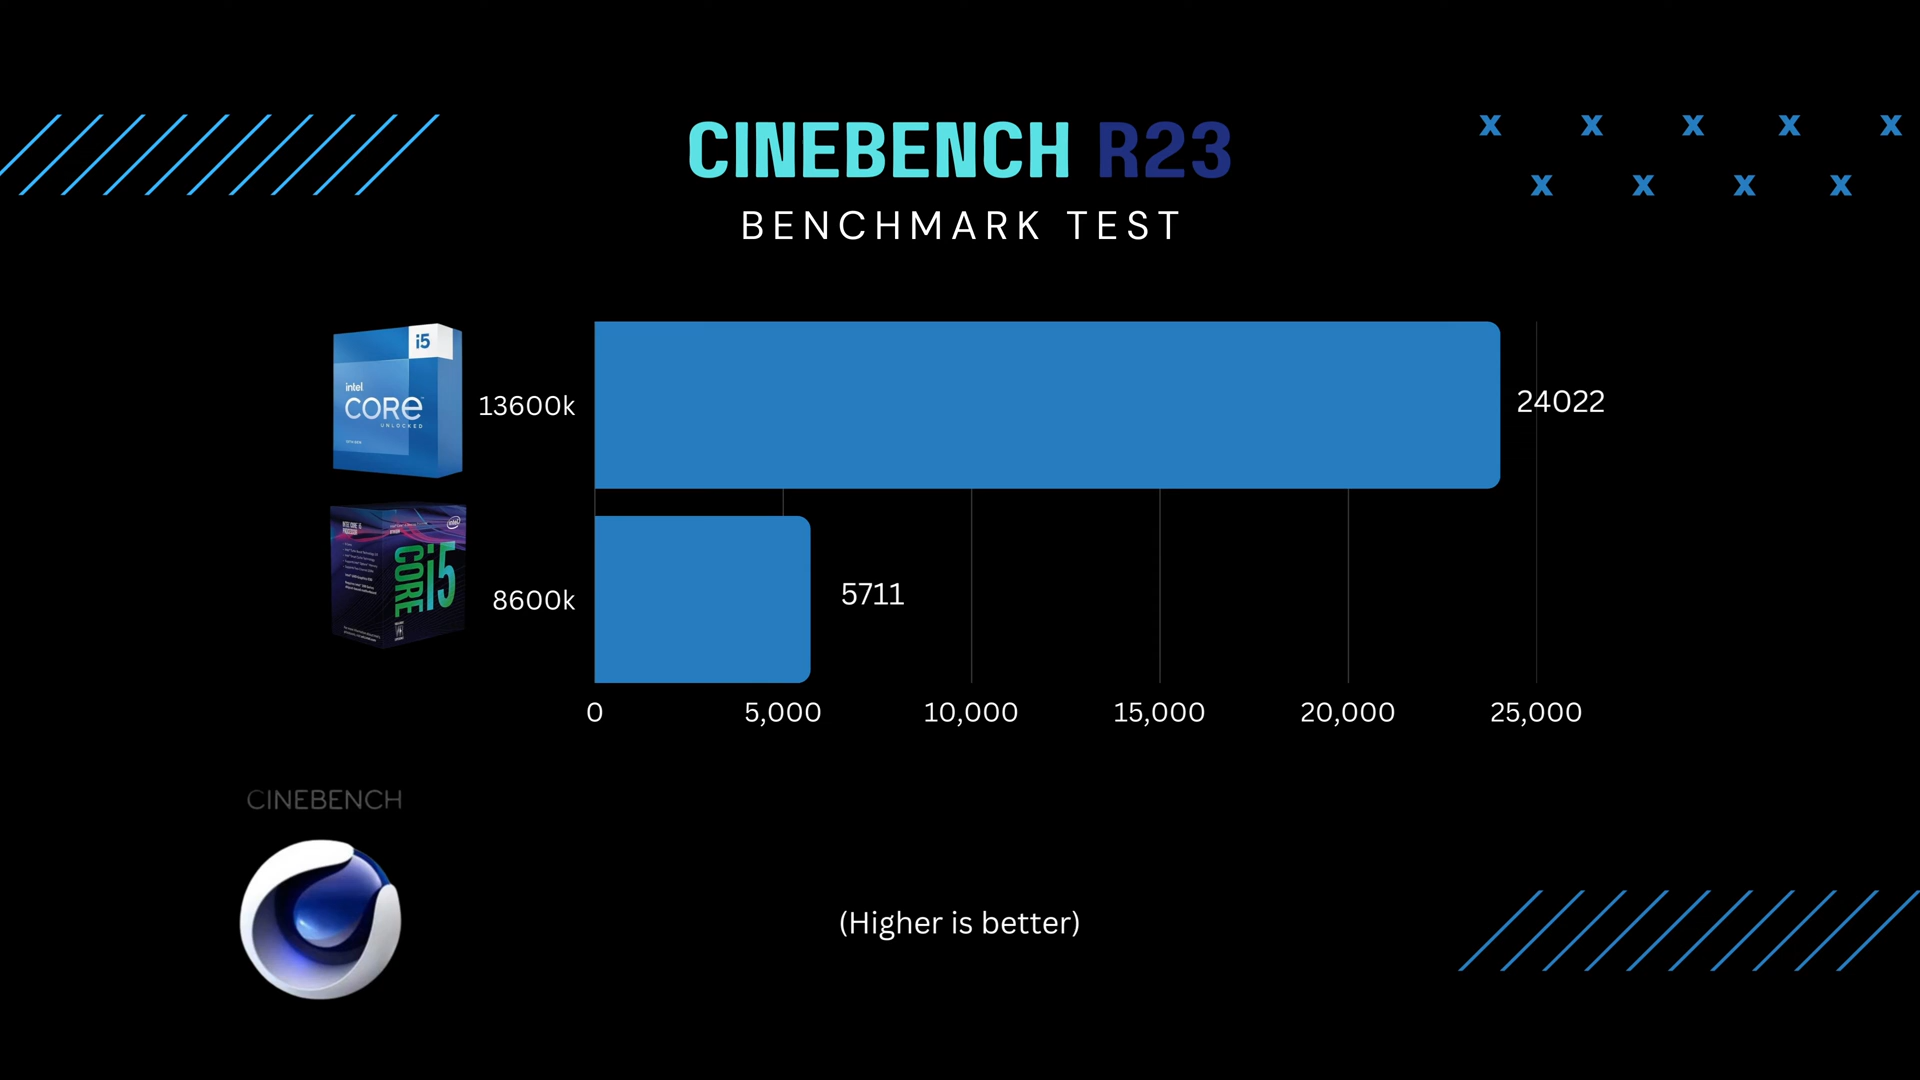 CINEBENCH R23
BENCHMARK TEST
i5
intel
CORE
UNLOCKED
13600k
24022
intel
CORE i5
8600k
5711
0
5,000
10,000
15,000
20,000
25,000
CINEBENCH
(Higher is better)
x x x x x
x x x x